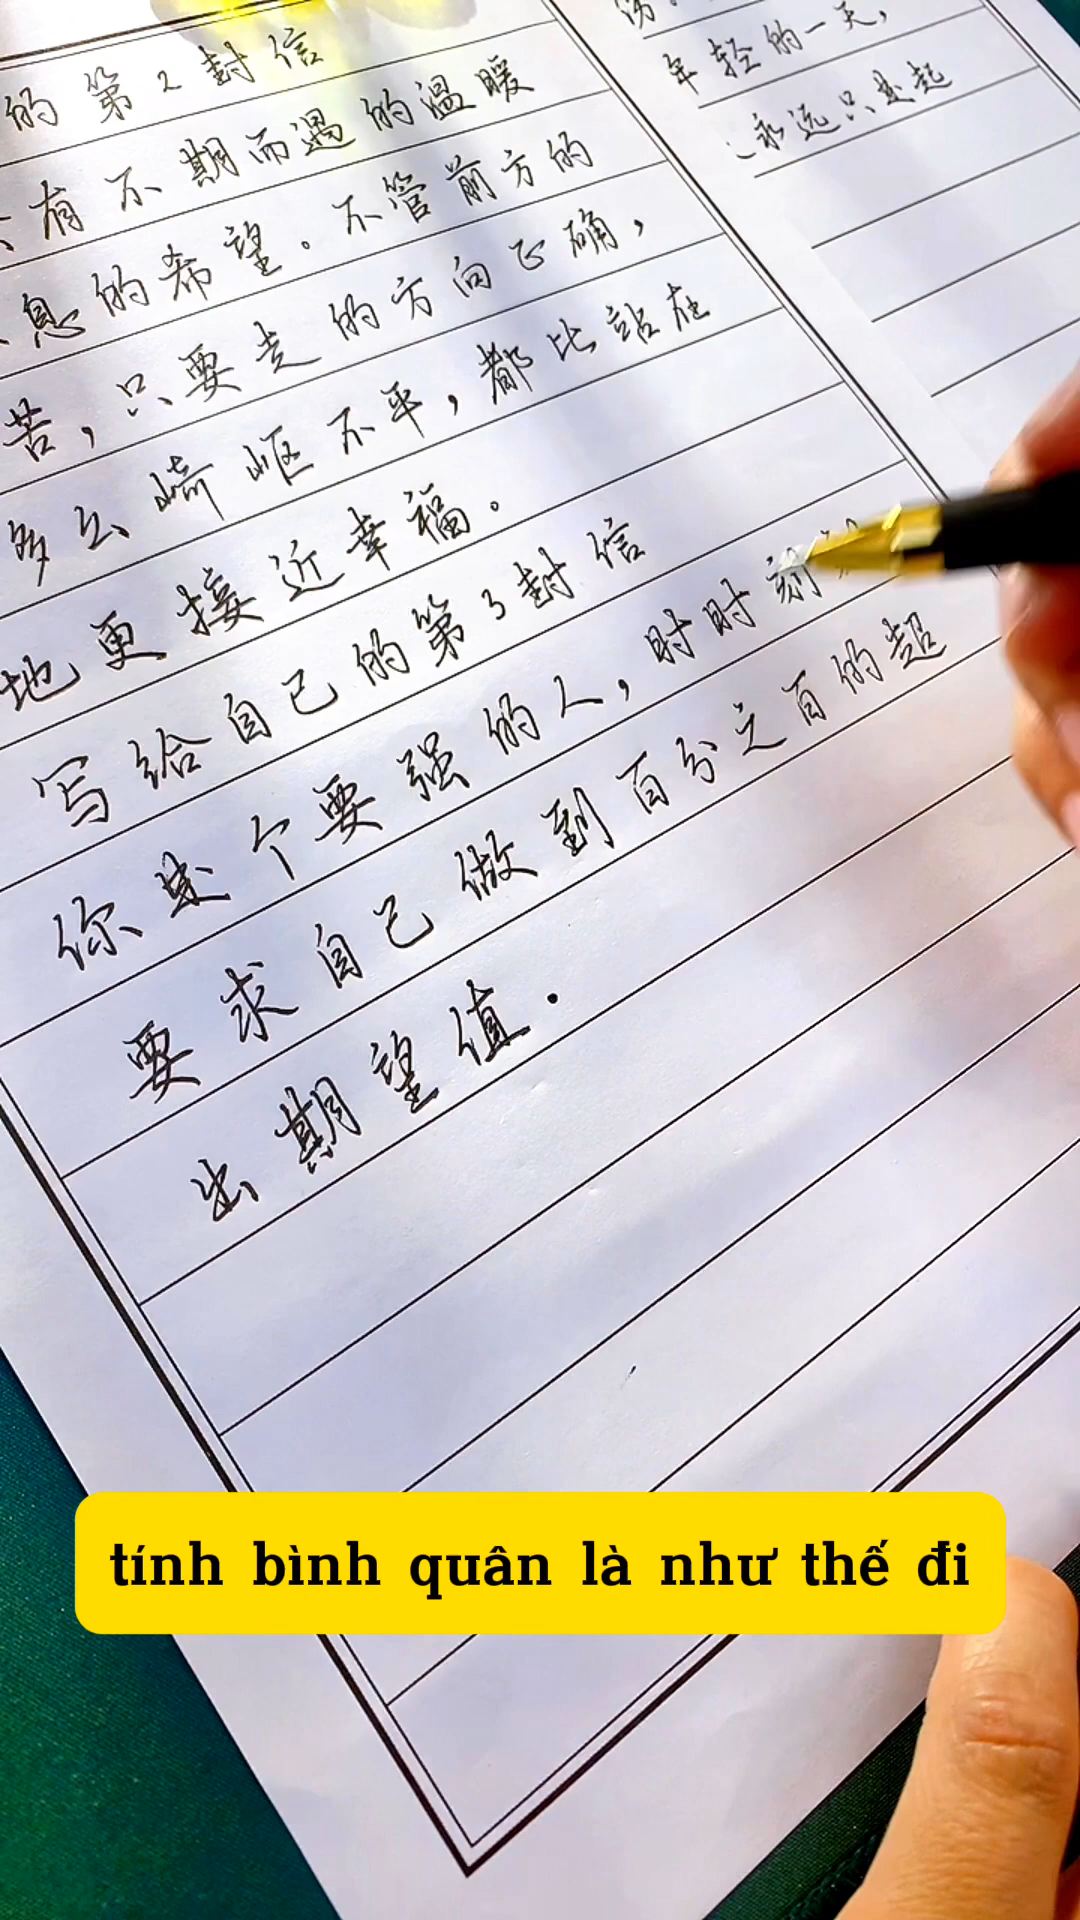 的第2封信
有不期而遇的温暖
息的希望。不管前方的
苦，只要走的方向正确，
多么崎岖不平，都比站在
地更接近幸福。
写给自己的第3封信
你是个要强的人，时时刻
要求自己做到百分之百的超
出期望值.
年轻的一天，
永远只是起
tính bình quân là như thế đi